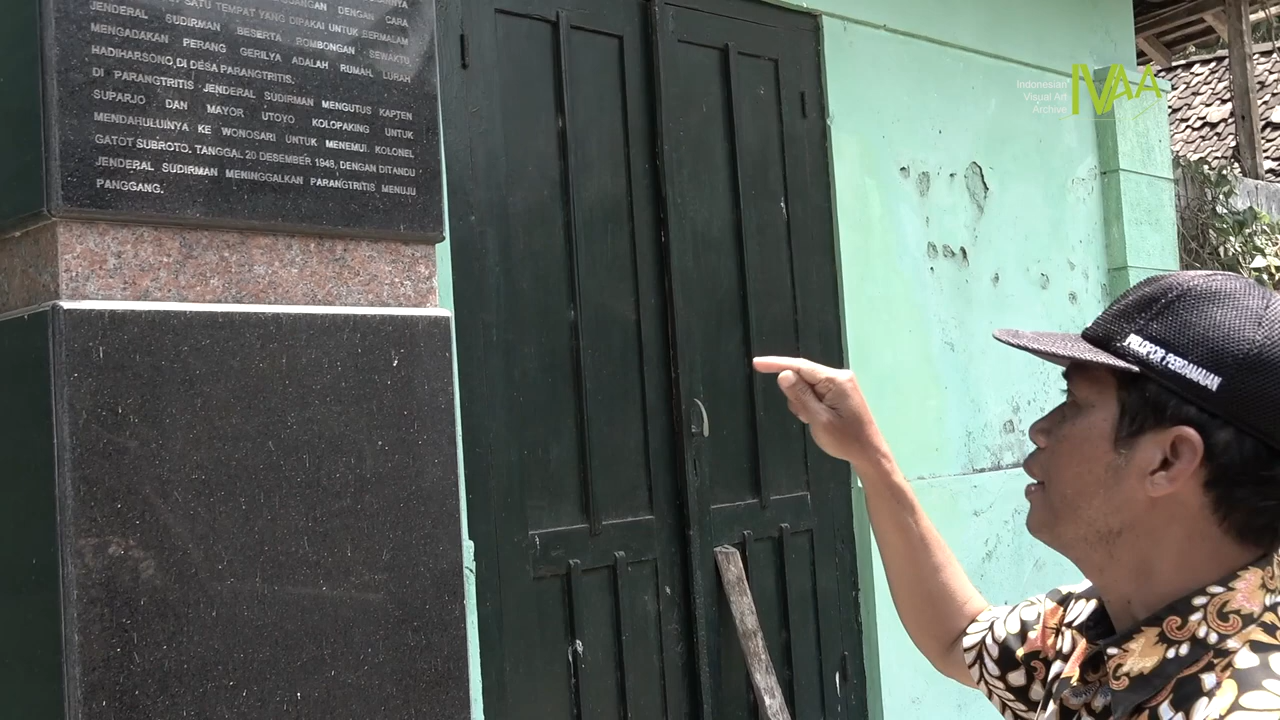 SATU TEMPAT YANG DIPAKAI UNTUK BERMALAM
JENDERAL SUDIRMAN BESERTA ROMBONGAN SEWAKTU
MENGADAKAN PERANG GERILYA ADALAH RUMAH LURAH
HADIHARSONO,DI DESA PARANGTRITIS.
DI PARANGTRITIS JENDERAL SUDIRMAN MENGUTUS KAPTEN
SUPARJO DAN MAYOR UTOYO KOLOPAKING UNTUK
MENDAHULUINYA KE WONOSARI UNTUK MENEMUI KOLONEL
GATOT SUBROTO. TANGGAL 20 DESEMBER 1948, DENGAN DITANDU
JENDERAL SUDIRMAN MENINGGALKAN PARANGTRITIS MENUJU
PANGGANG.
Indonesian
Visual Art
Archive
IVAA
PELOPOR PERDAMAIAN